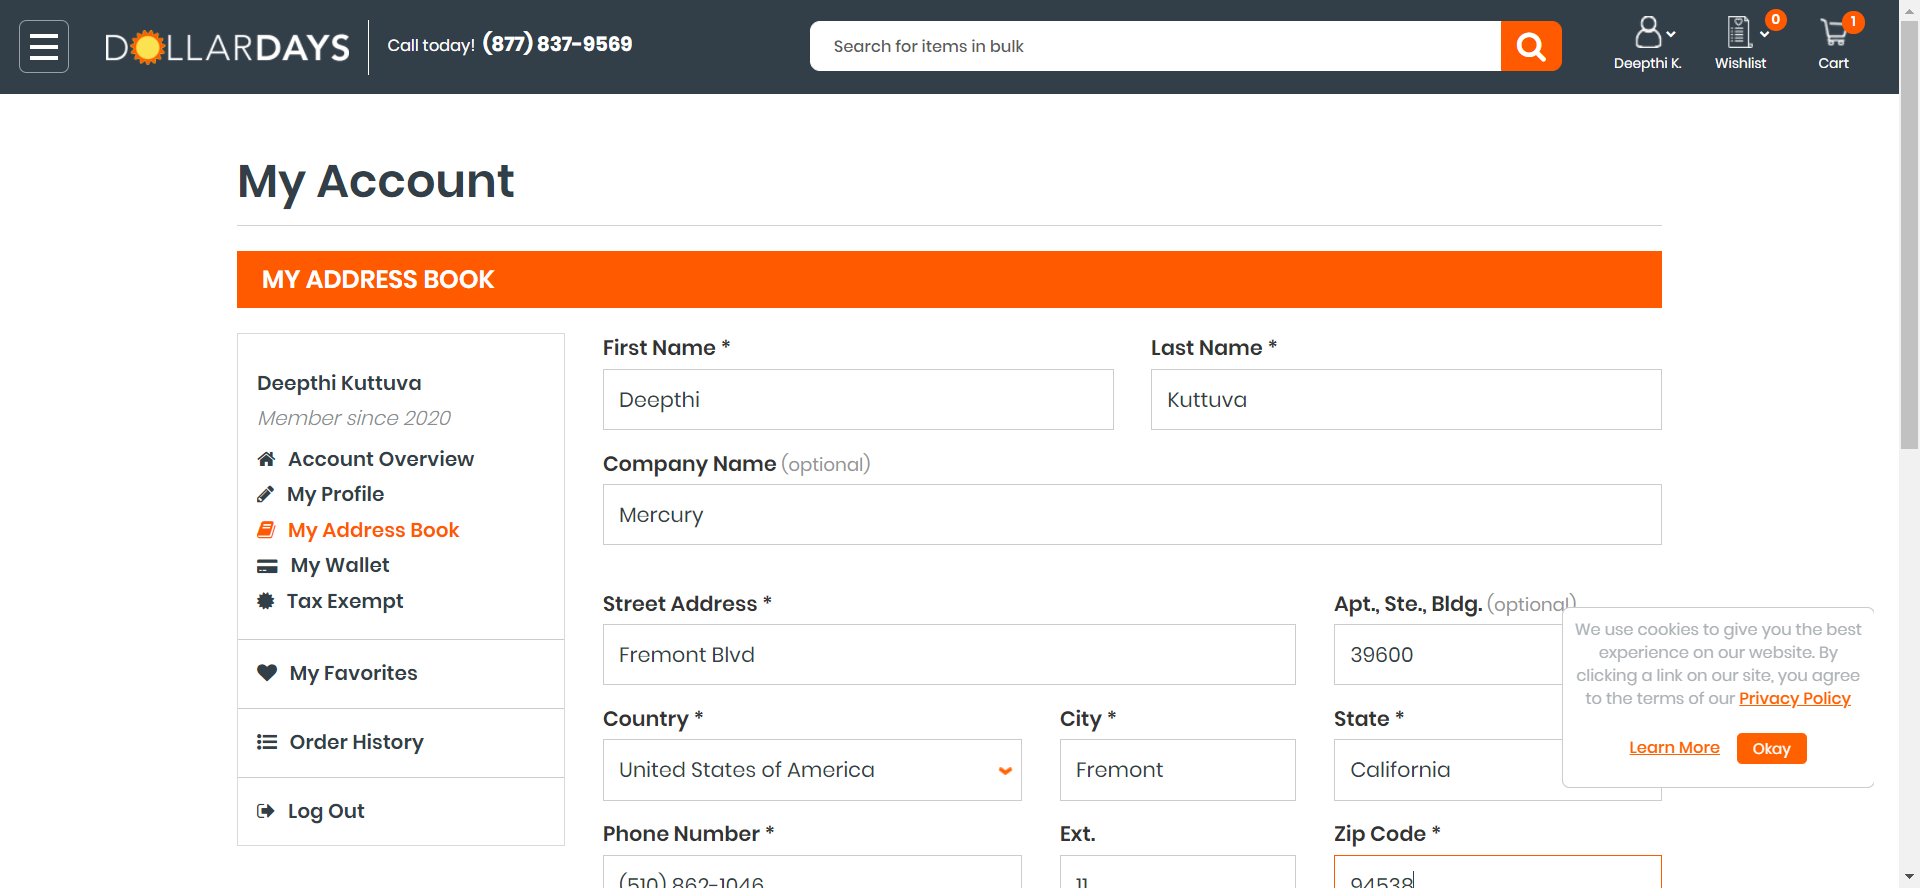 DOLLARDAYS
Call today! (877) 837-9569
Search for items in bulk
Deepthi K.
0
Wishlist
1
Cart
My Account
MY ADDRESS BOOK
Deepthi Kuttuva
Member since 2020
Account Overview
My Profile
My Address Book
My Wallet
Tax Exempt
My Favorites
Order History
Log Out
First Name *
Deepthi
Last Name *
Kuttuva
Company Name (optional)
Mercury
Street Address *
Fremont Blvd
Apt., Ste., Bldg. (optional)
39600
Country *
United States of America
City *
Fremont
State *
California
Phone Number *
(510) 862-1046
Ext.
11
Zip Code *
94538
We use cookies to give you the best
experience on our website. By
clicking a link on our site, you agree
to the terms of our Privacy Policy
Learn More
Okay